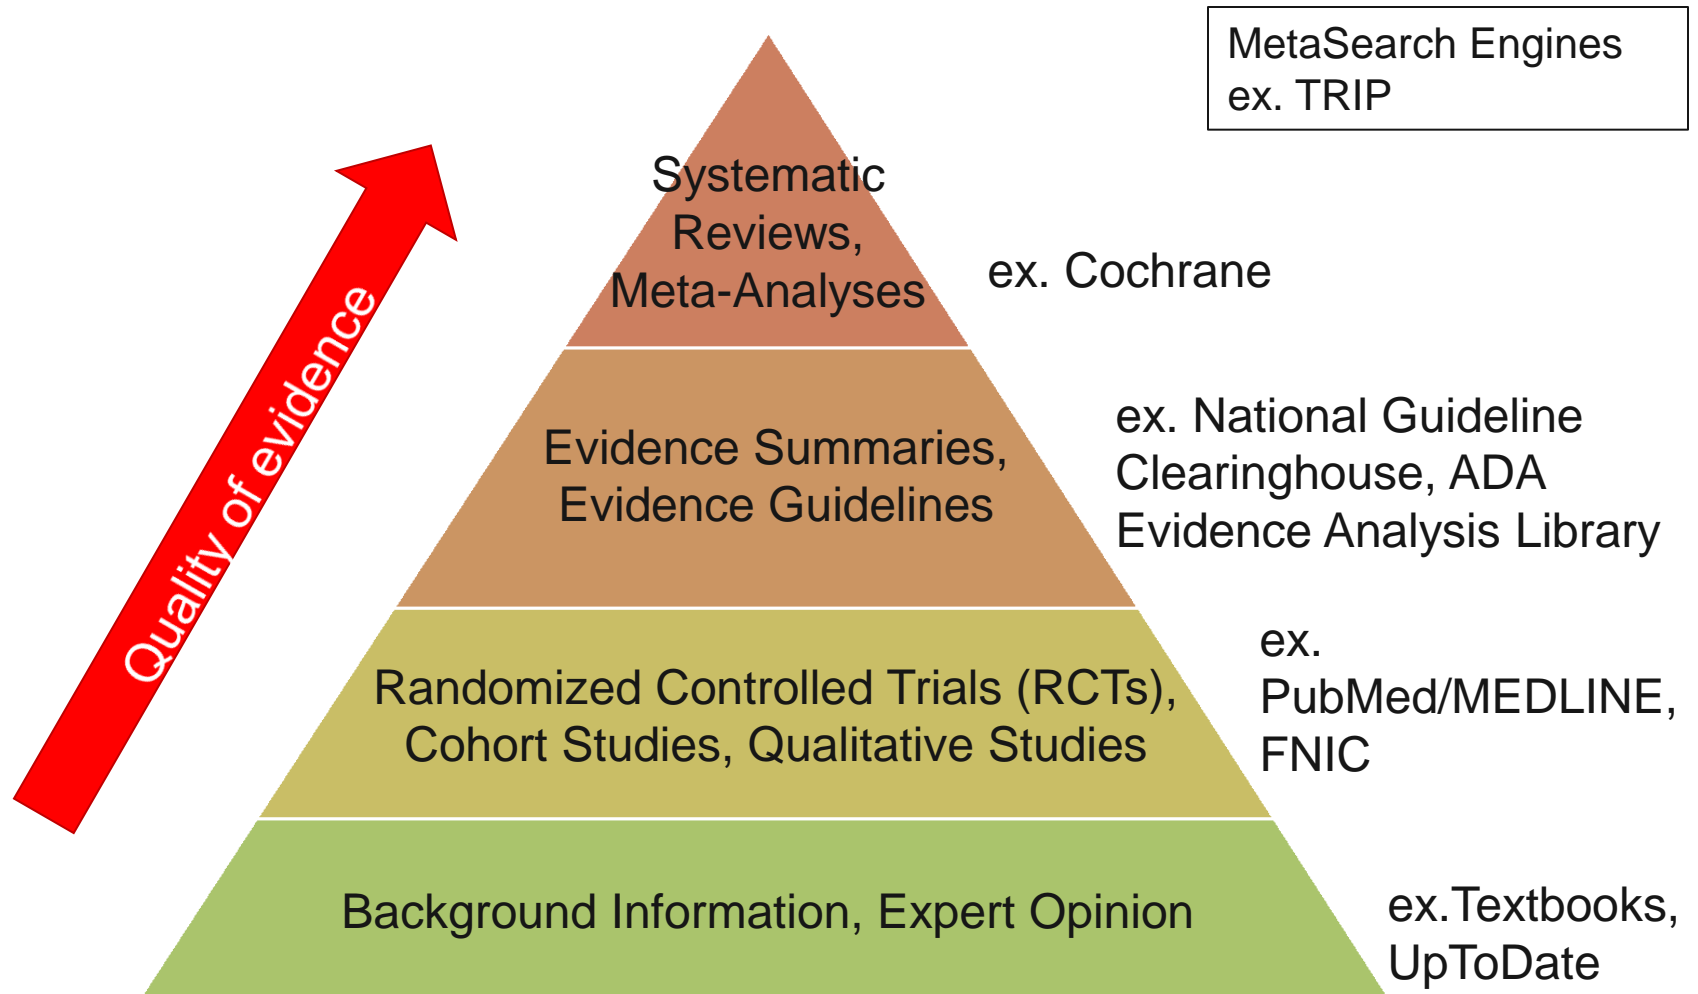 MetaSearch Engines
ex. TRIP
Quality of evidence
Systematic
Reviews,
Meta-Analyses
ex. Cochrane
Evidence Summaries,
Evidence Guidelines
ex. National Guideline
Clearinghouse, ADA
Evidence Analysis Library
Randomized Controlled Trials (RCTs),
Cohort Studies, Qualitative Studies
ex.
PubMed/MEDLINE,
FNIC
Background Information, Expert Opinion
ex.Textbooks,
UpToDate